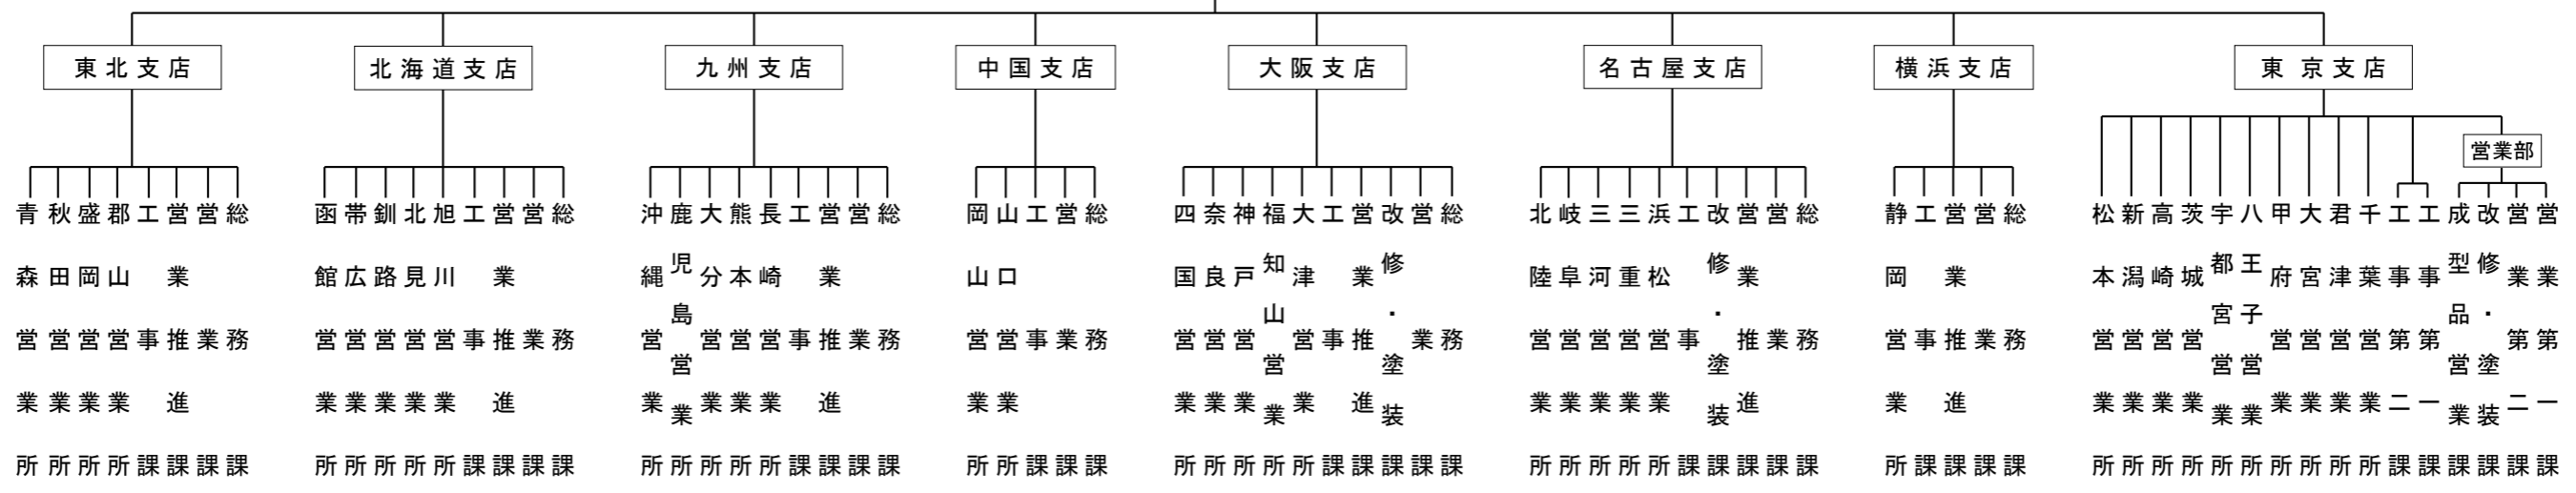 東北支店
北海道支店
九州支店
中国支店
大阪支店
名古屋支店
横浜支店
東京支店
営業部
青森営業所
秋田営業所
盛岡営業所
郡山営業所
工事課
営業推進課
営業課
総務課
函館営業所
帯広営業所
釧路営業所
北見営業所
旭川営業所
工事課
営業推進課
営業課
総務課
沖縄営業所
鹿児島営業所
大分営業所
熊本営業所
長崎営業所
工事課
営業推進課
営業課
総務課
岡山営業所
山口営業所
工事課
営業課
総務課
四国営業所
奈良営業所
神戸営業所
福知山営業所
大津営業所
工事課
営業推進課
改修・塗装課
営業課
総務課
北陸営業所
岐阜営業所
三河営業所
三重営業所
浜松営業所
工事課
改修・塗装課
営業推進課
営業課
総務課
静岡営業所
工事課
営業推進課
営業課
総務課
松本営業所
新潟営業所
高崎営業所
茨城営業所
宇都宮営業所
八王子営業所
甲府営業所
大宮営業所
君津営業所
千葉営業所
工事第二課
工事第一課
成型品営業課
改修・塗装課
営業第二課
営業第一課